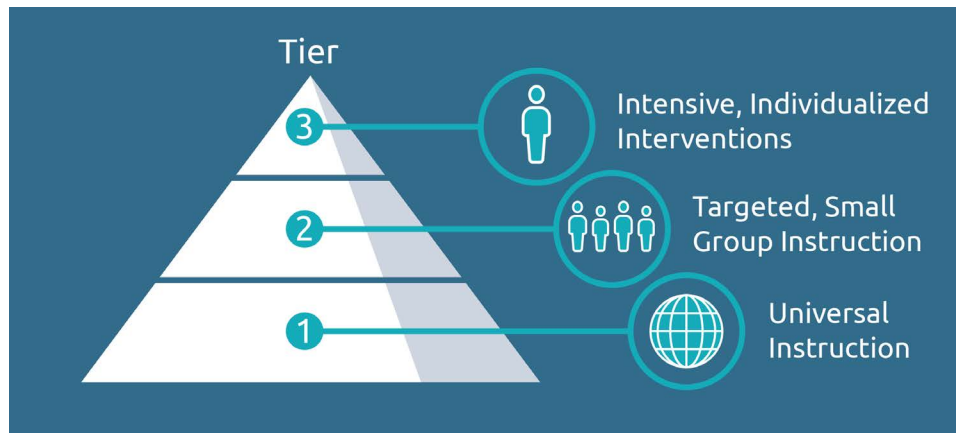 Tier
3
Intensive, Individualized
Interventions
2
Targeted, Small
Group Instruction
1
Universal
Instruction